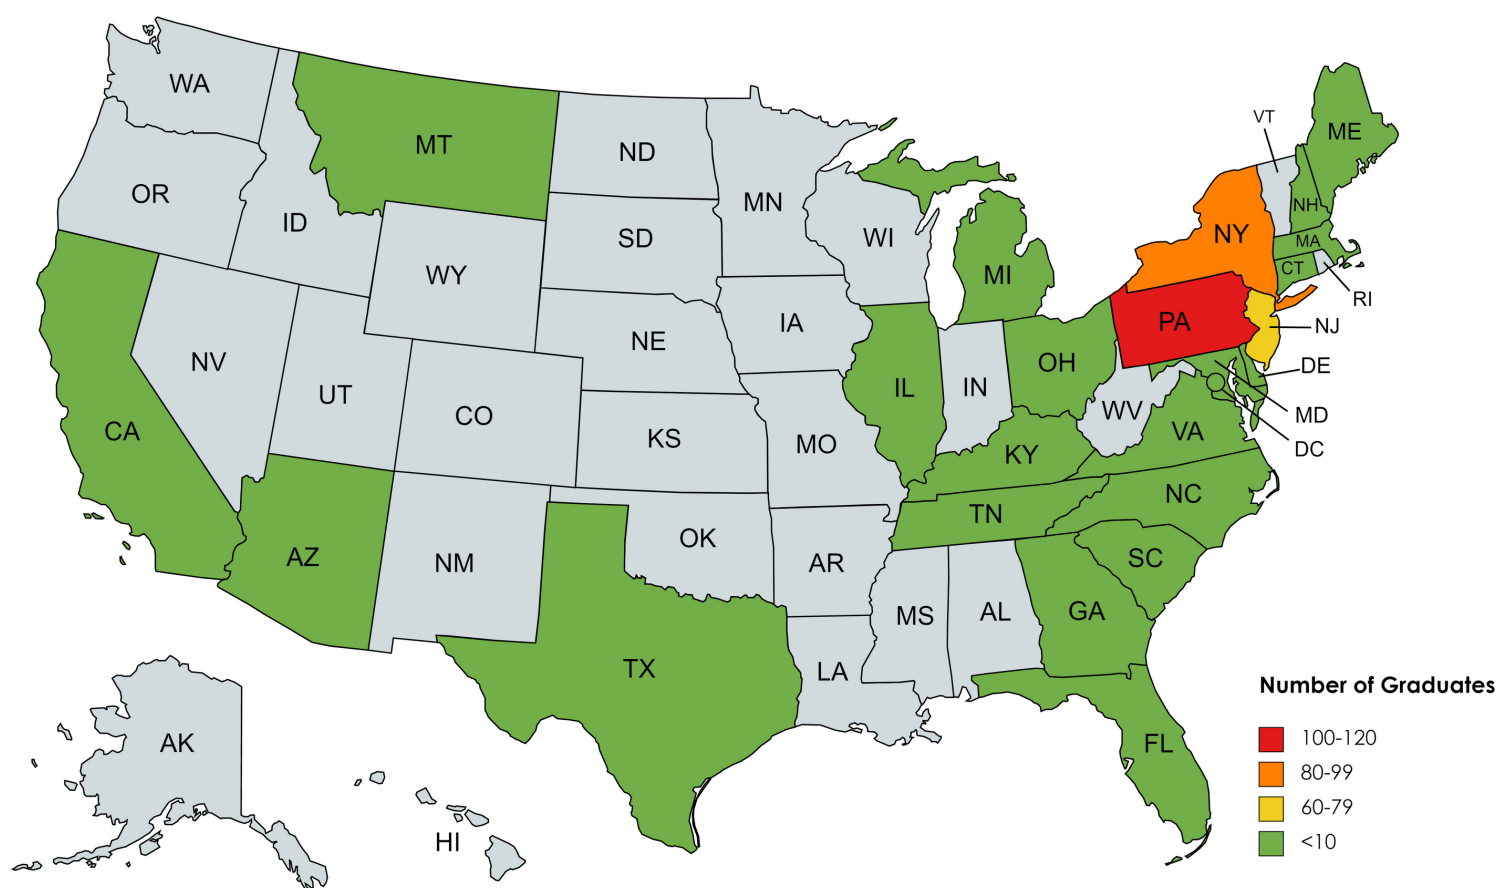 WA
MT
ND
MN
OR
ID
SD
WI
MI
VT
ME
NH
NY
MA
CT
RI
WY
IA
NE
PA
NJ
NV
UT
CO
KS
MO
IL
IN
OH
WV
DE
MD
DC
CA
KY
VA
AZ
NM
OK
AR
TN
NC
SC
MS
AL
GA
TX
LA
FL
AK
HI
Number of Graduates
100-120
80-99
60-79
<10